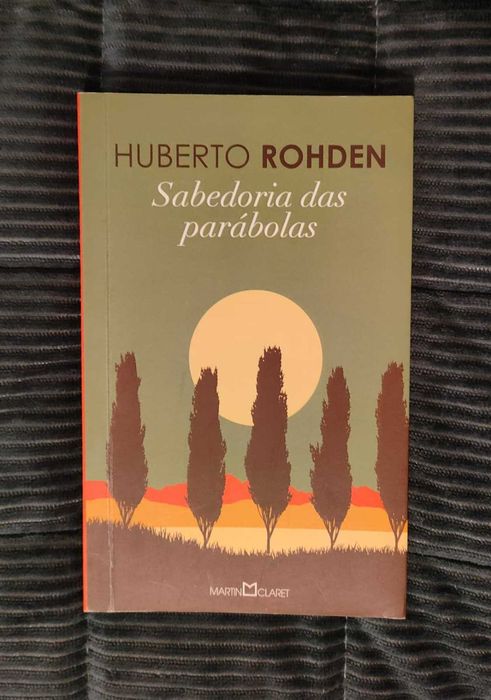 HUBERTO ROHDEN
Sabedoria das
parábolas
MARTIN CLARET